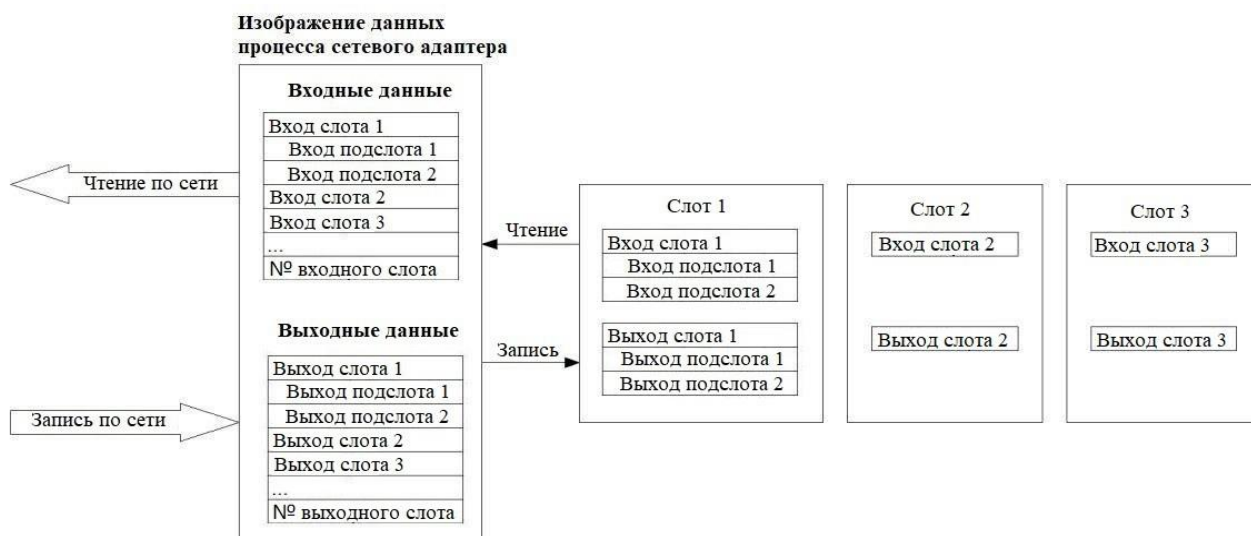 Изображение данных
процесса сетевого адаптера
Входные данные
Вход слота 1
Вход подслота 1
Вход подслота 2
Вход слота 2
Вход слота 3
...
№ входного слота
Чтение по сети
Выходные данные
Выход слота 1
Выход подслота 1
Выход подслота 2
Выход слота 2
Выход слота 3
...
№ выходного слота
Запись по сети
Чтение
Запись
Слот 1
Вход слота 1
Вход подслота 1
Вход подслота 2
Выход слота 1
Выход подслота 1
Выход подслота 2
Слот 2
Вход слота 2
Выход слота 2
Слот 3
Вход слота 3
Выход слота 3